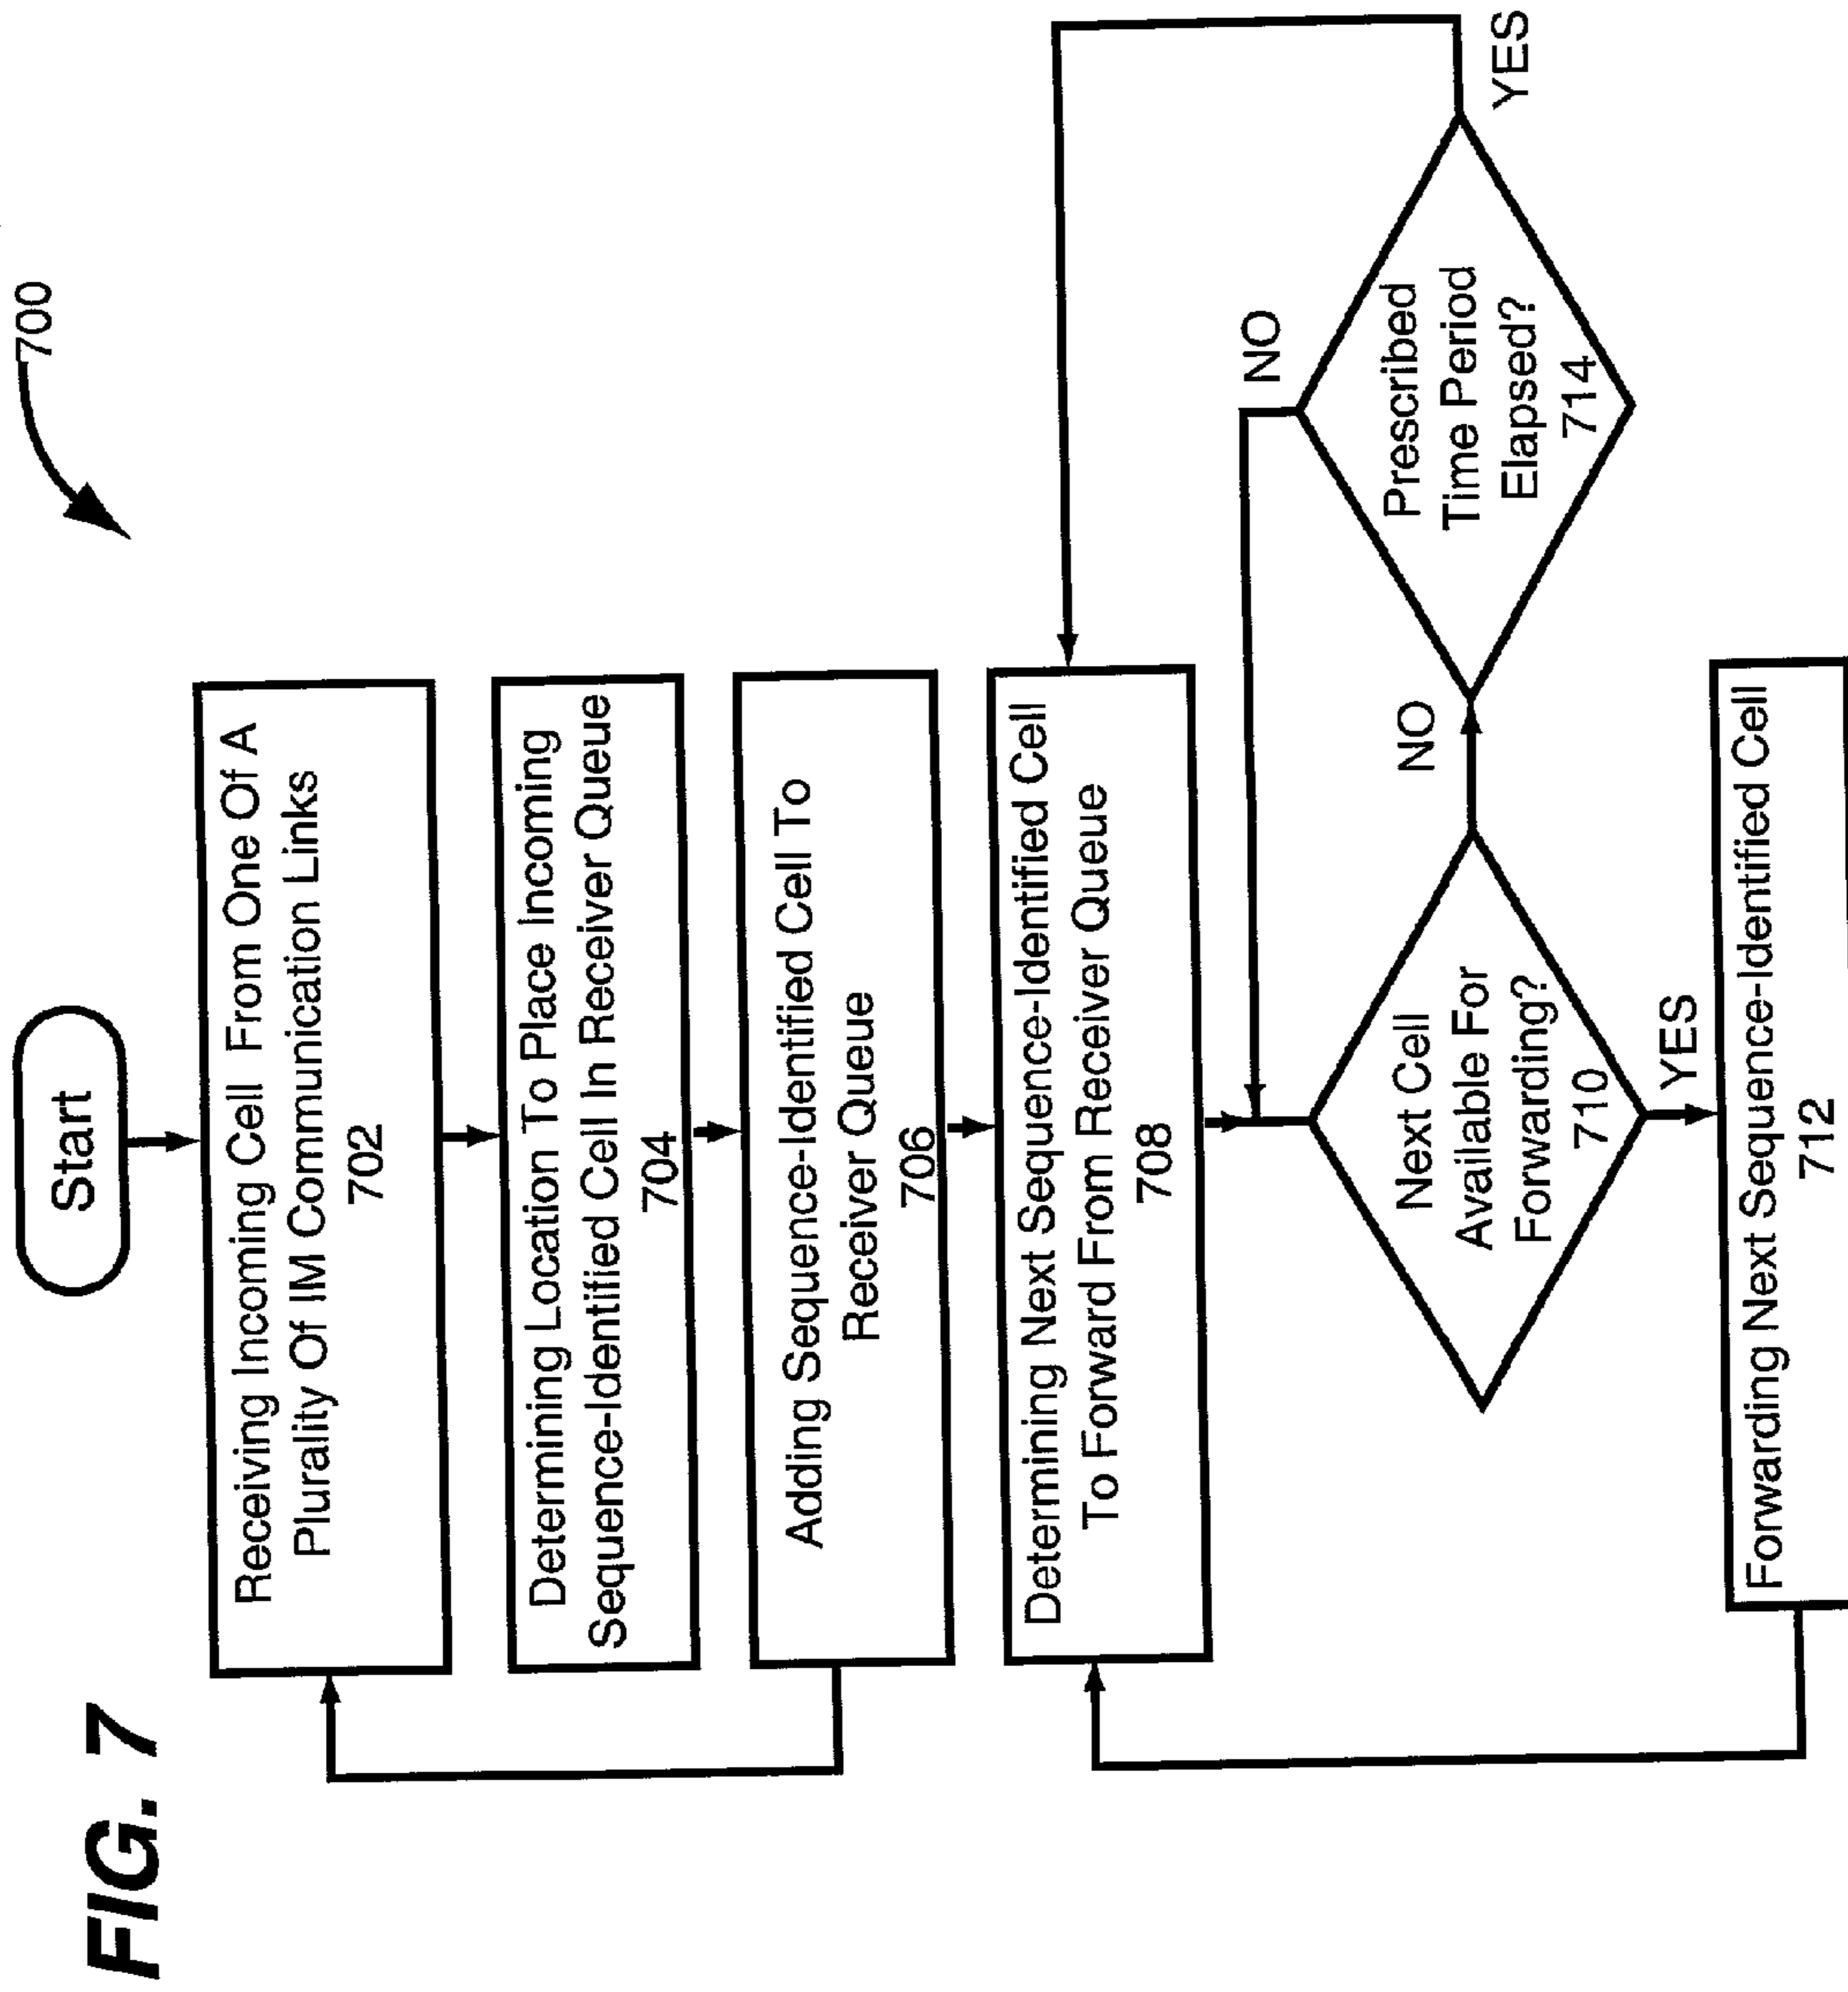 FIG. 7
700
Start
Receiving Incoming Cell From One Of A
Plurality Of IM Communication Links
702
Determining Location To Place Incoming
Sequence-Identified Cell In Receiver Queue
704
Adding Sequence-Identified Cell To
Receiver Queue
706
Determining Next Sequence-Identified Cell
To Forward From Receiver Queue
708
Next Cell
Available For
Forwarding?
710
NO
YES
Prescribed
Time Period
Elapsed?
714
NO
YES
Forwarding Next Sequence-Identified Cell
712